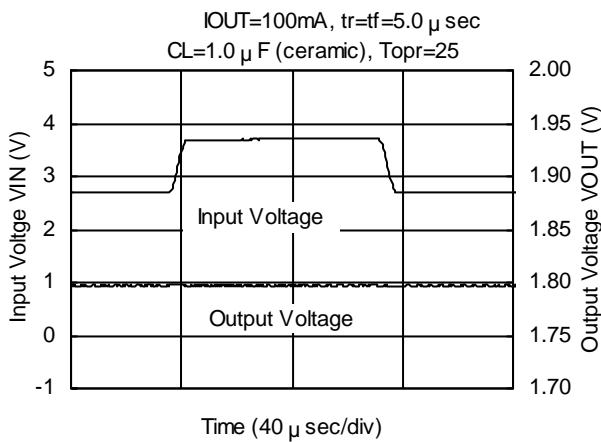 IOUT=100mA, tr=tf=5.0 μ sec
CL=1.0 μ F (ceramic), Topr=25
5 2.00
4 1.95
3 1.90
2 1.85
1 1.80
0 1.75
-1 1.70
Input Voltge VIN (V)
Output Voltage VOUT (V)
Input Voltage
Output Voltage
Time (40 μ sec/div)